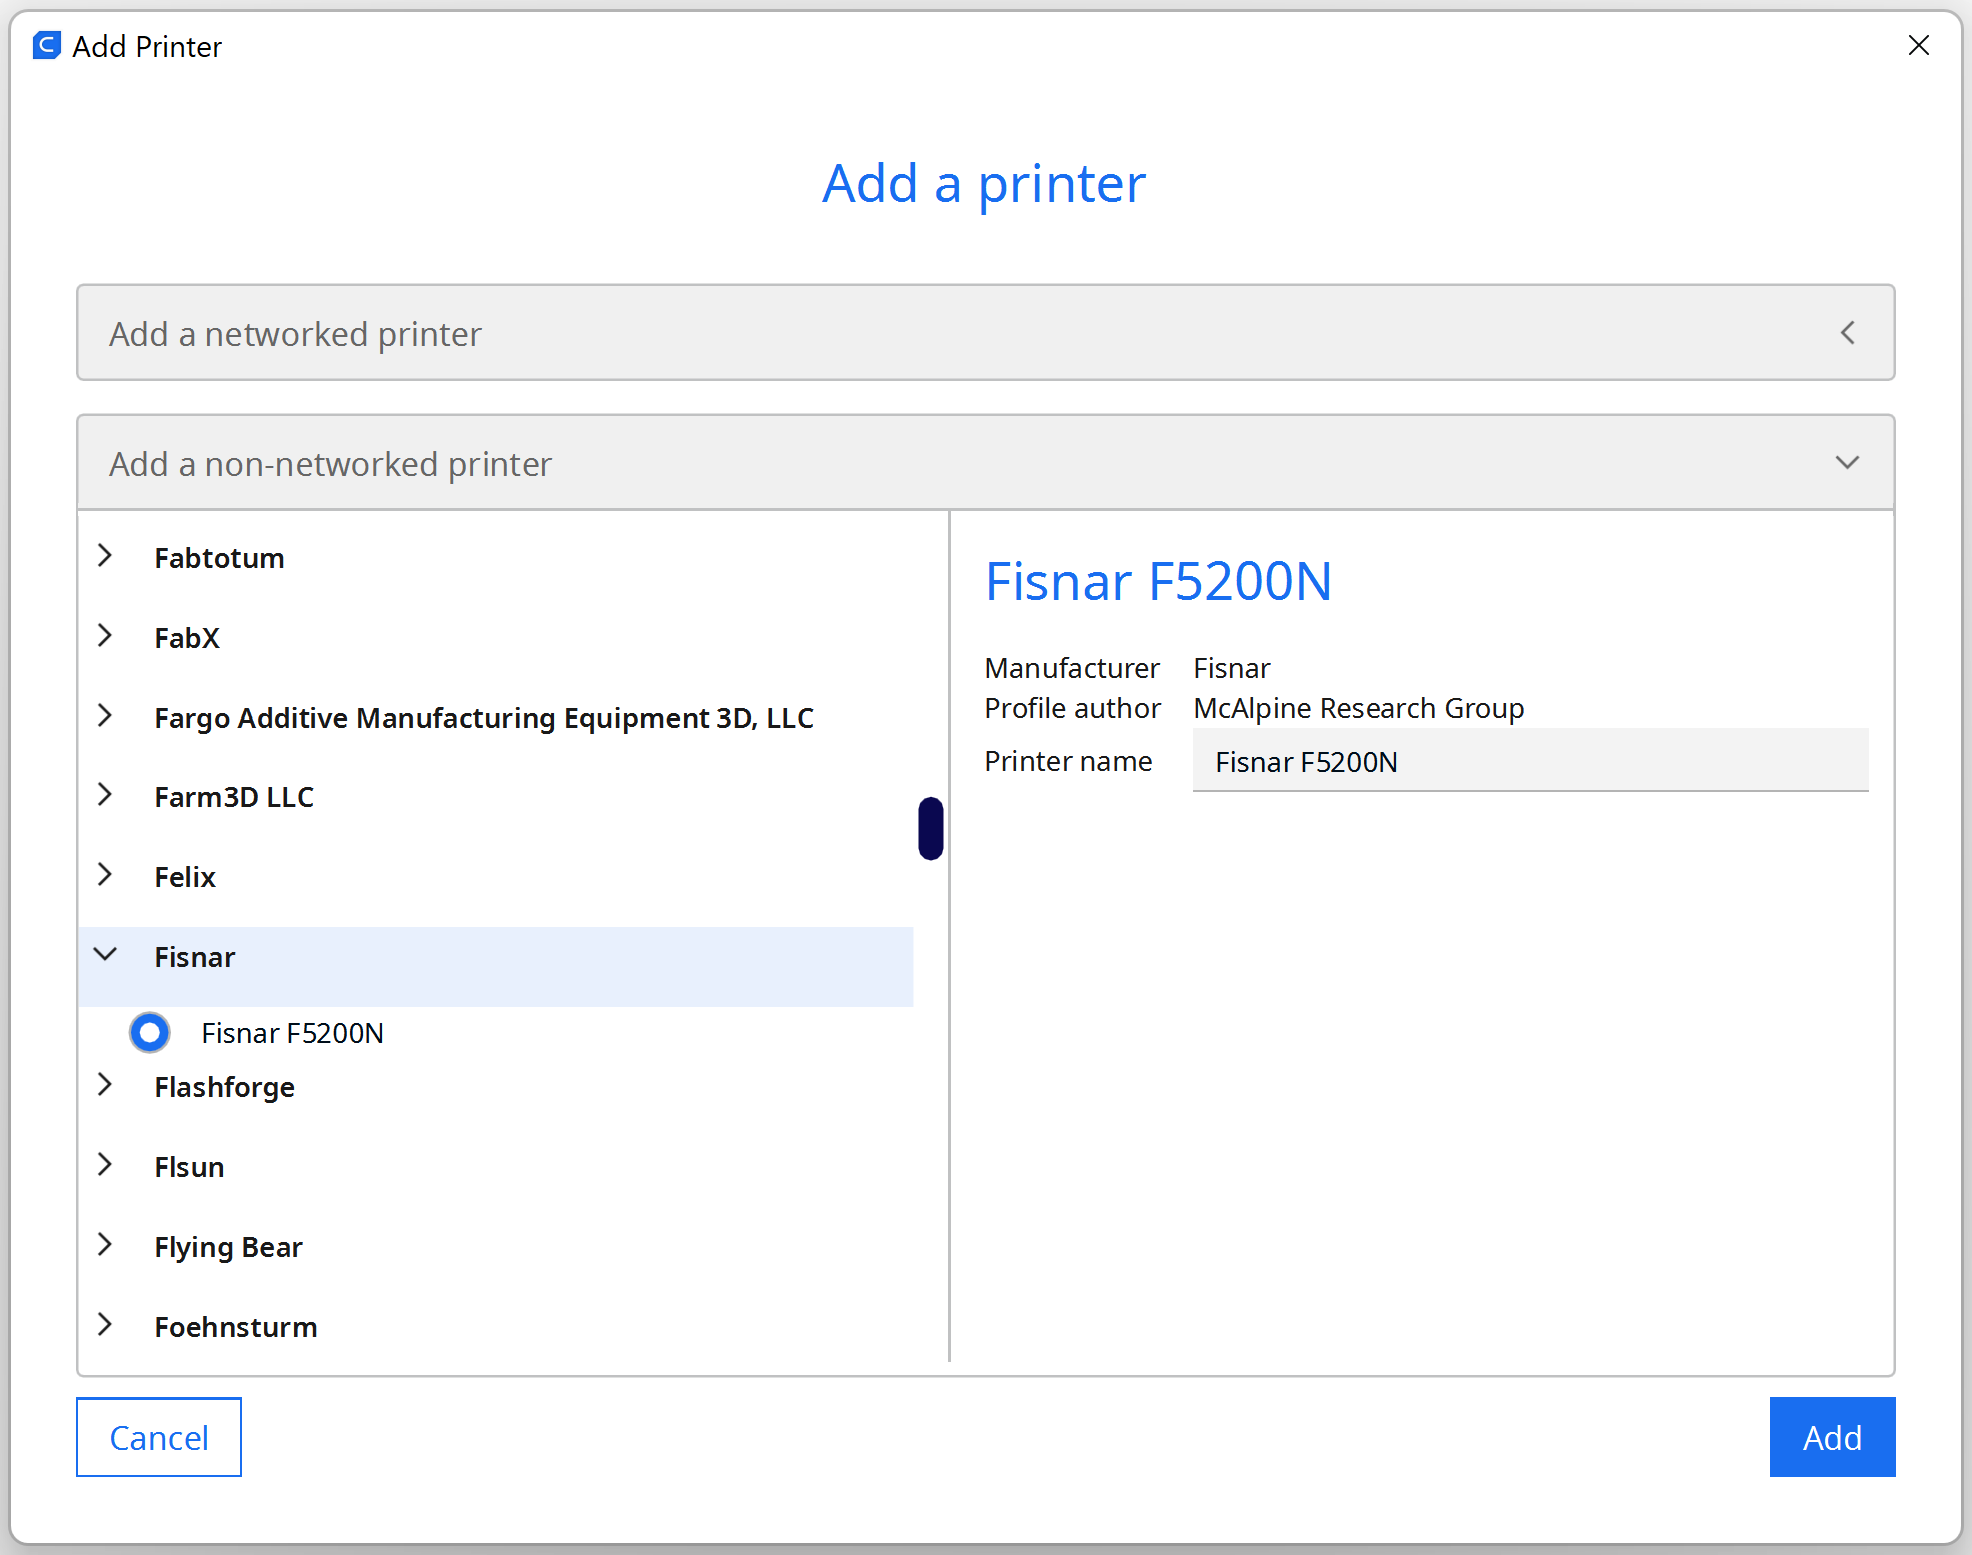 Add Printer
Add a printer
Add a networked printer
Add a non-networked printer
Fabtotum
FabX
Fargo Additive Manufacturing Equipment 3D, LLC
Farm3D LLC
Felix
Fisnar
Fisnar F5200N
Flashforge
Flsun
Flying Bear
Foehnsturm
Fisnar F5200N
Manufacturer Fisnar
Profile author McAlpine Research Group
Printer name Fisnar F5200N
Cancel
Add